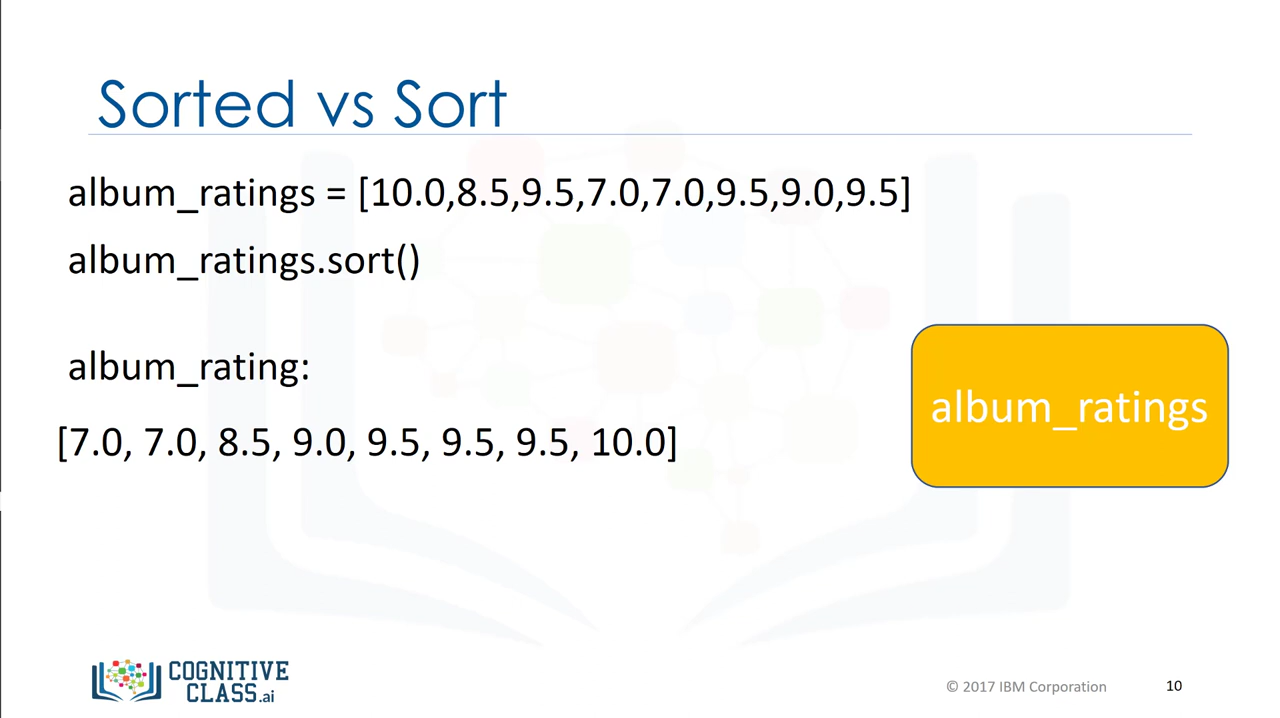 Sorted vs Sort
album_ratings = [10.0,8.5,9.5,7.0,7.0,9.5,9.0,9.5]
album_ratings.sort()
album_rating:
album_ratings
[7.0, 7.0, 8.5, 9.0, 9.5, 9.5, 9.5, 10.0]
COGNITIVE
CLASS.ai
© 2017 IBM Corporation
10